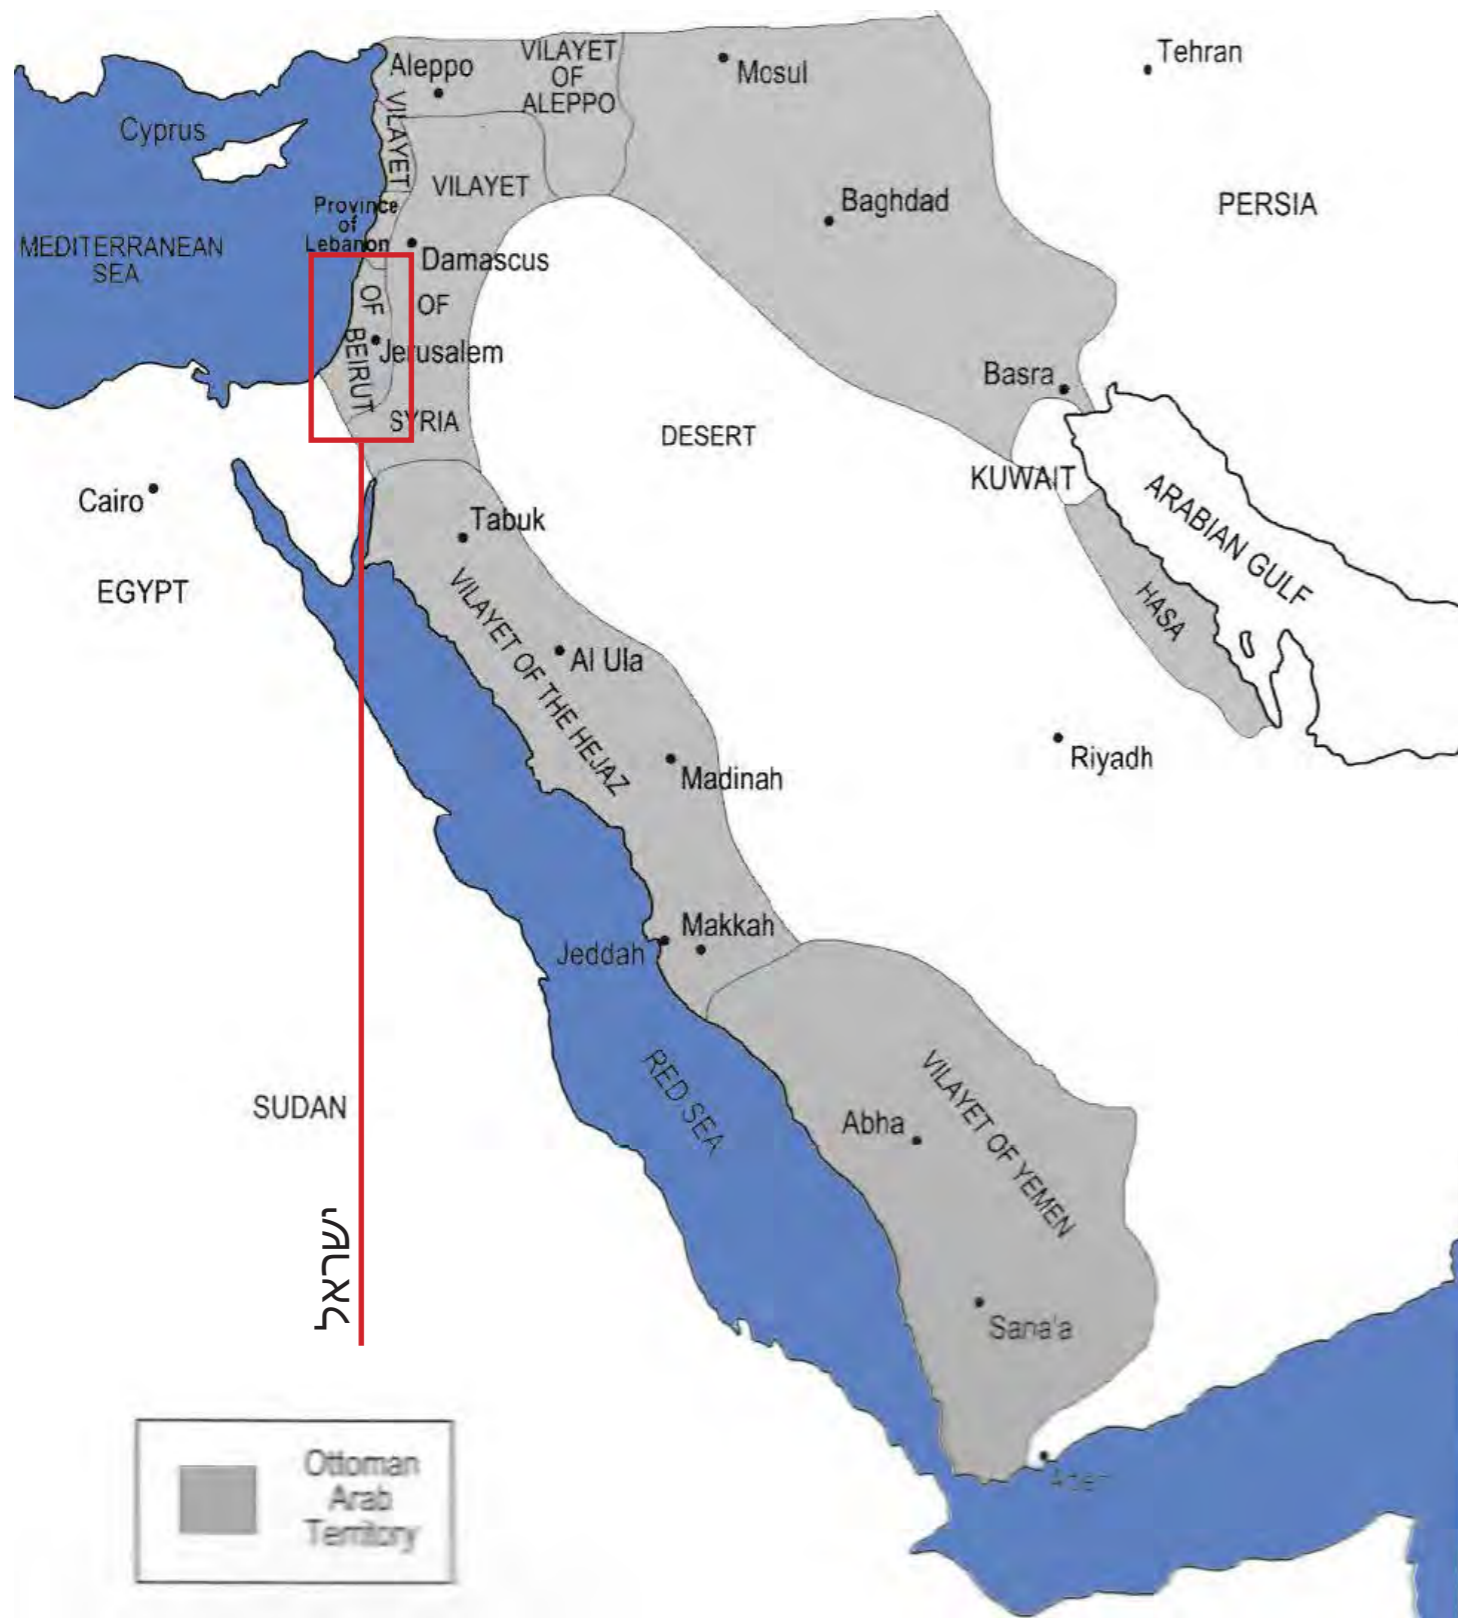 Tehran
Aleppo
VILAYET
OF
ALEPPO
Mosul
Cyprus
VILAYET
VILAYET
Baghdad
PERSIA
Province
of
Lebanon
MEDITERRANEAN
SEA
Damascus
OF
OF
BEIRUT
Jerusalem
SYRIA
Basra
DESERT
KUWAIT
ARABIAN GULF
Cairo
Tabuk
EGYPT
VILAYET OF THE HEJAZ
HASA
Al Ula
Riyadh
Madinah
Makkah
Jeddah
RED SEA
VILAYET OF YEMEN
SUDAN
Abha
ישראל
Sana'a
Aden
Ottoman
Arab
Territory